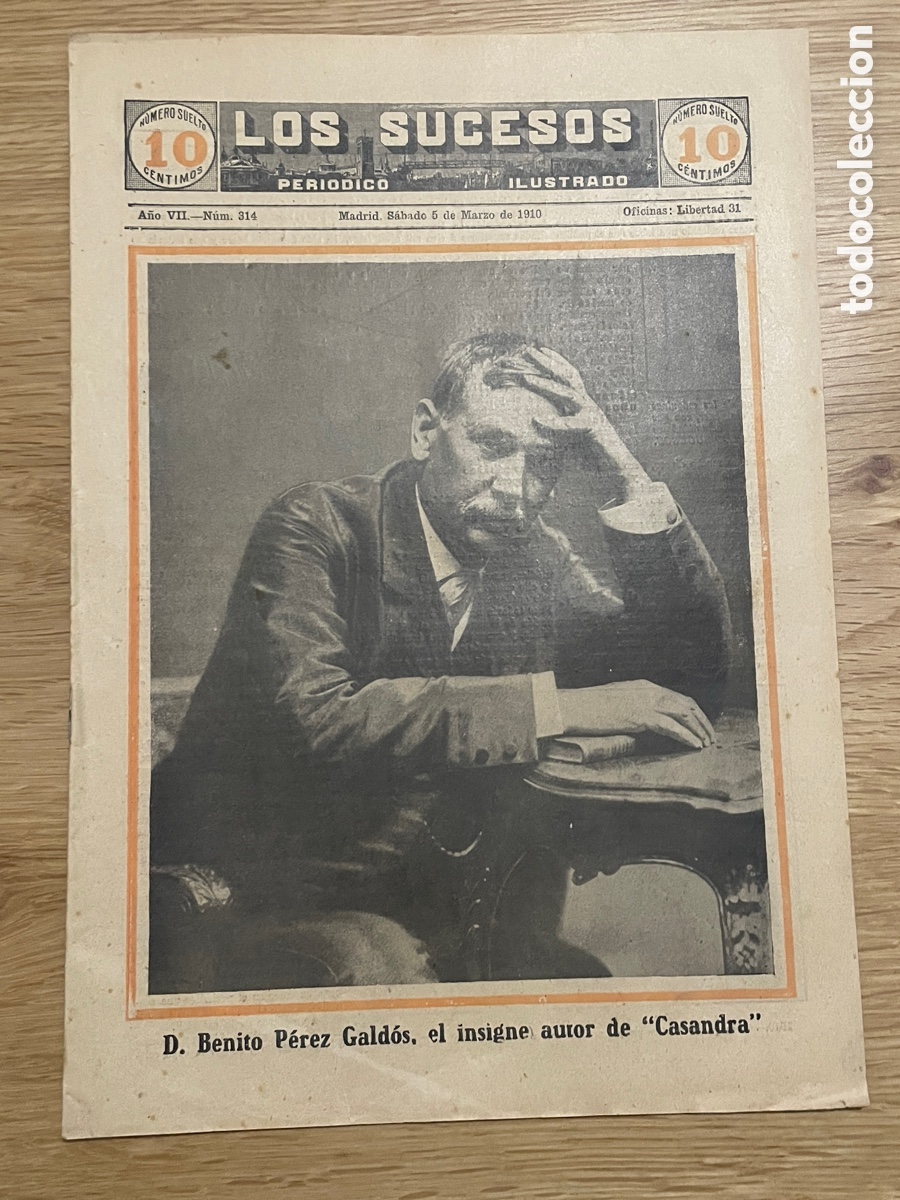 NÚMERO SUELTO
10
CÉNTIMOS
LOS SUCESOS
PERIODICO ILUSTRADO
NÚMERO SUELTO
10
CÉNTIMOS
Año VII.—Núm. 314 Madrid, Sábado 5 de Marzo de 1910 Oficinas: Libertad 31
D. Benito Pérez Galdós, el insigne autor de “Casandra”
todocoleccion